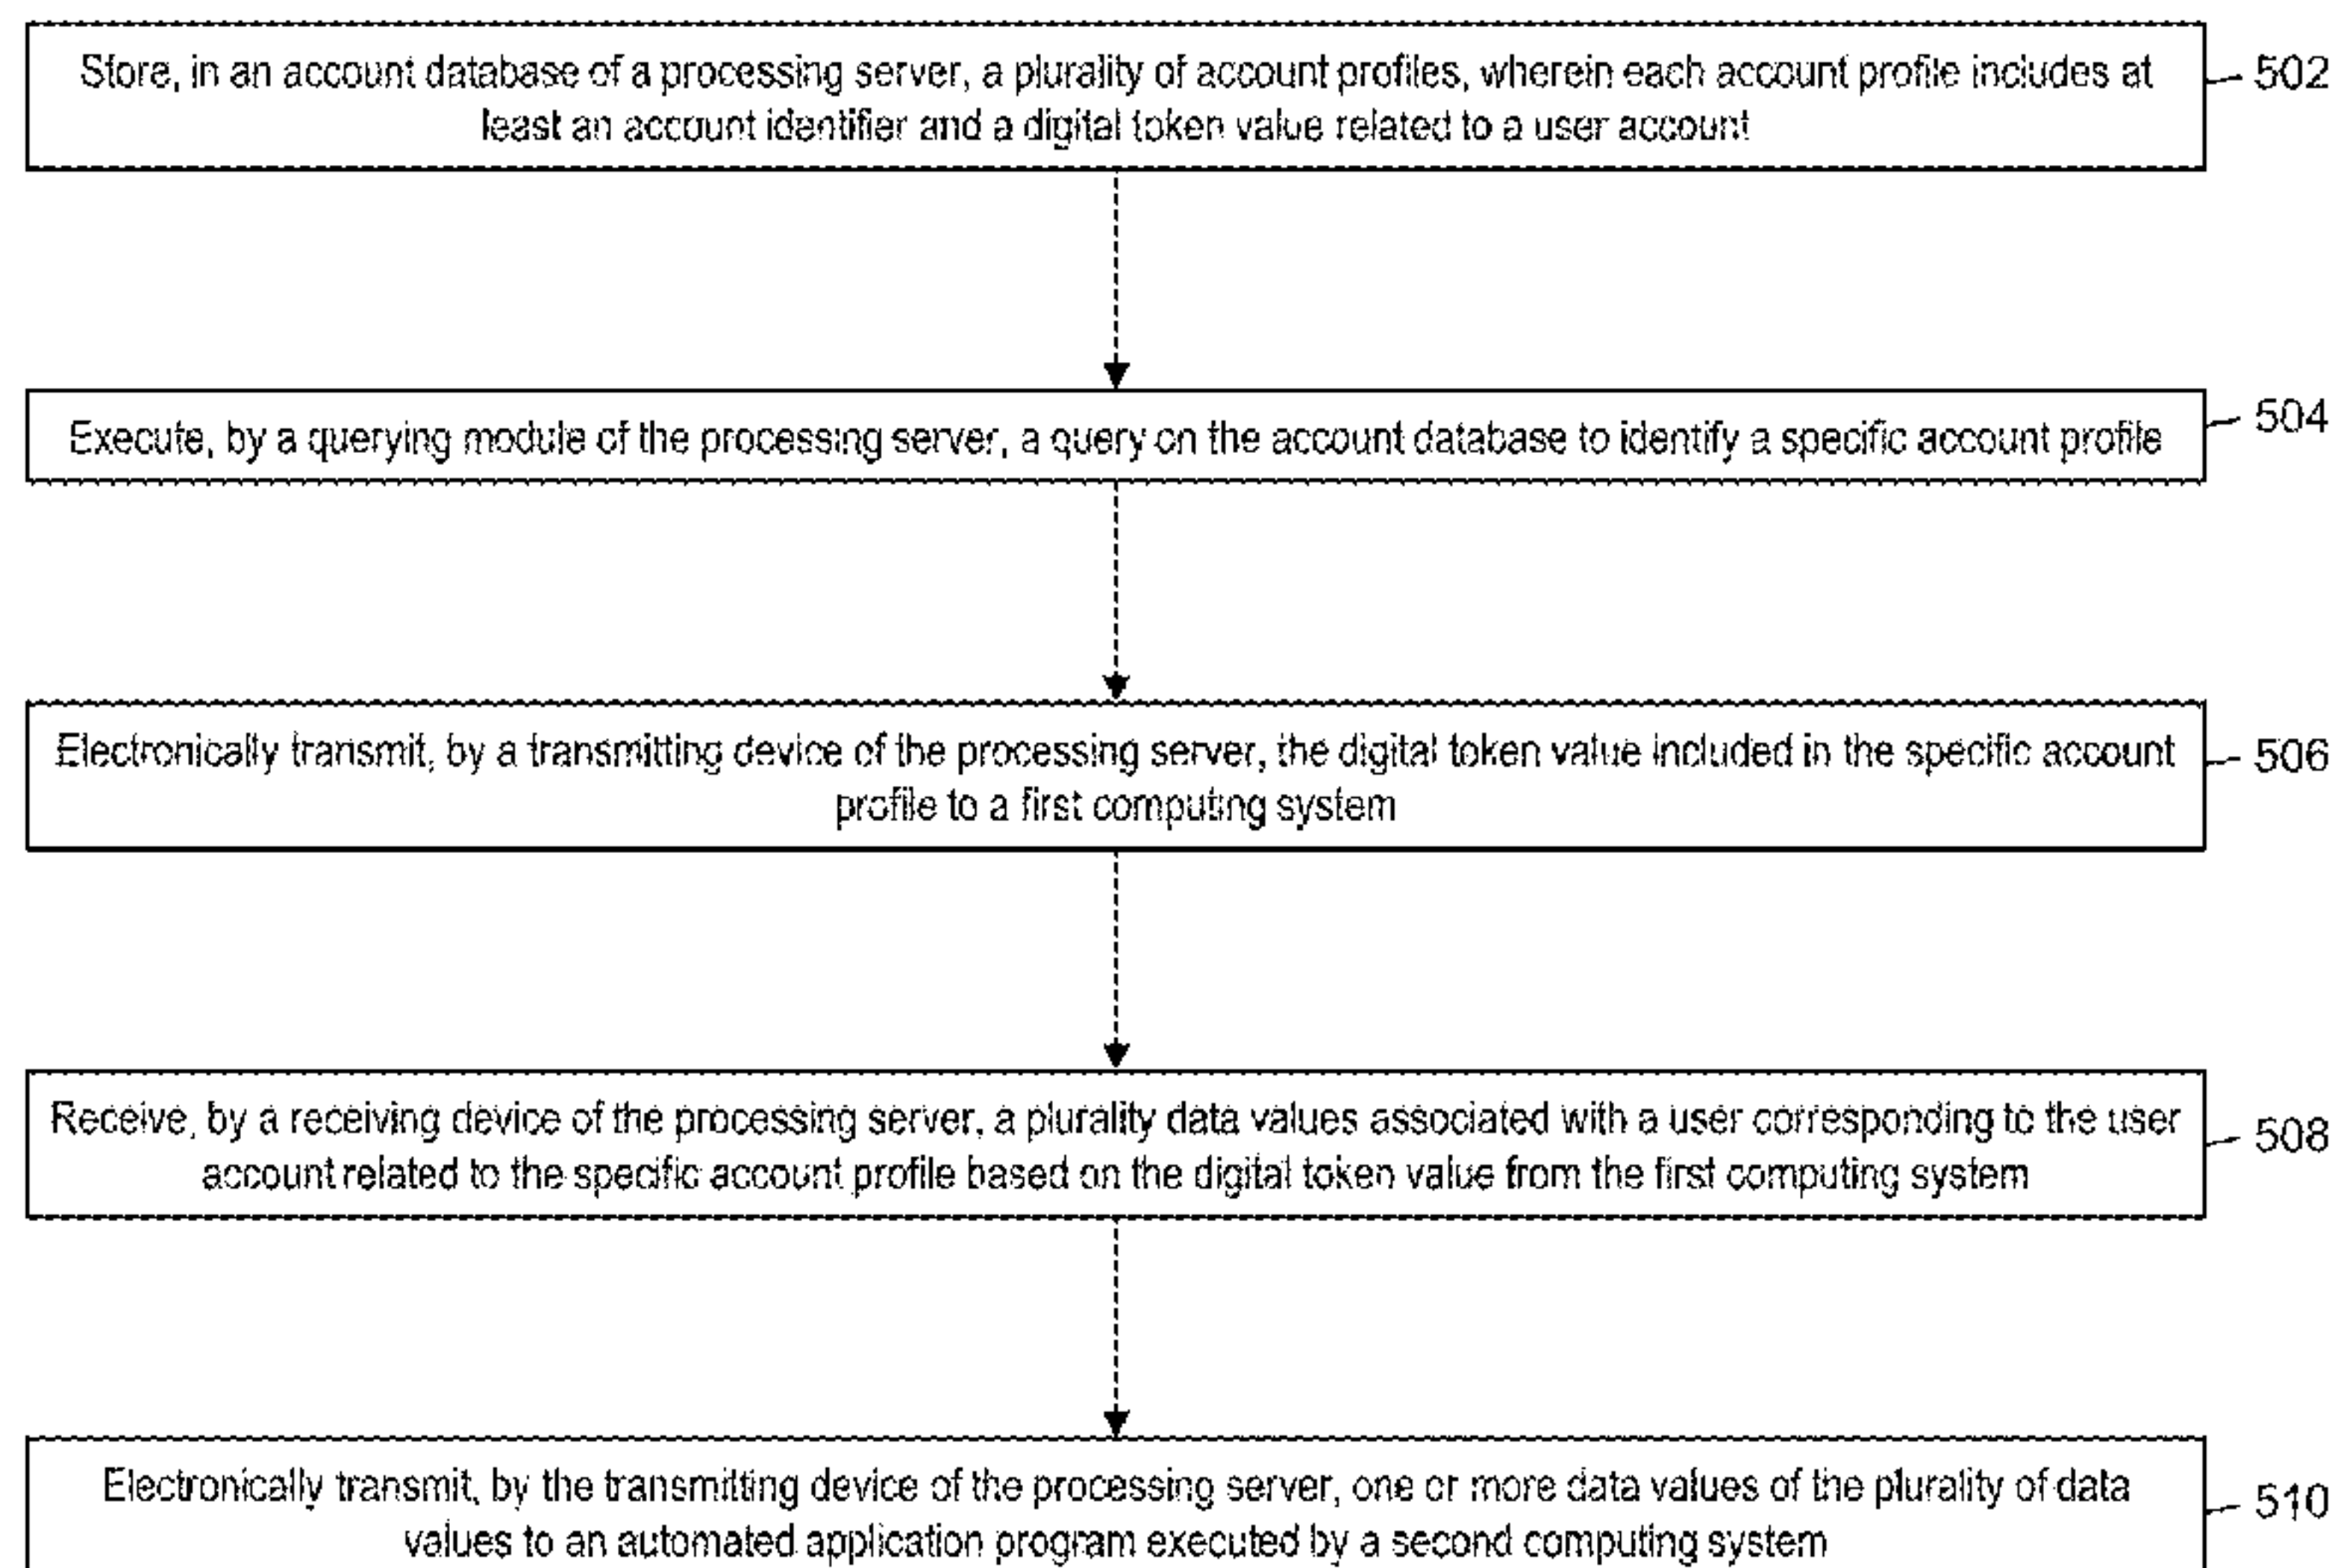 Store, in an account database of a processing server, a plurality of account profiles, wherein each account profile includes at
least an account identifier and a digital token value related to a user account
502
Execute, by a querying module of the processing server, a query on the account database to identify a specific account profile
504
Electronically transmit, by a transmitting device of the processing server, the digital token value included in the specific account
profile to a first computing system
506
Receive, by a receiving device of the processing server, a plurality data values associated with a user corresponding to the user
account related to the specific account profile based on the digital token value from the first computing system
508
Electronically transmit, by the transmitting device of the processing server, one or more data values of the plurality of data
values to an automated application program executed by a second computing system
510